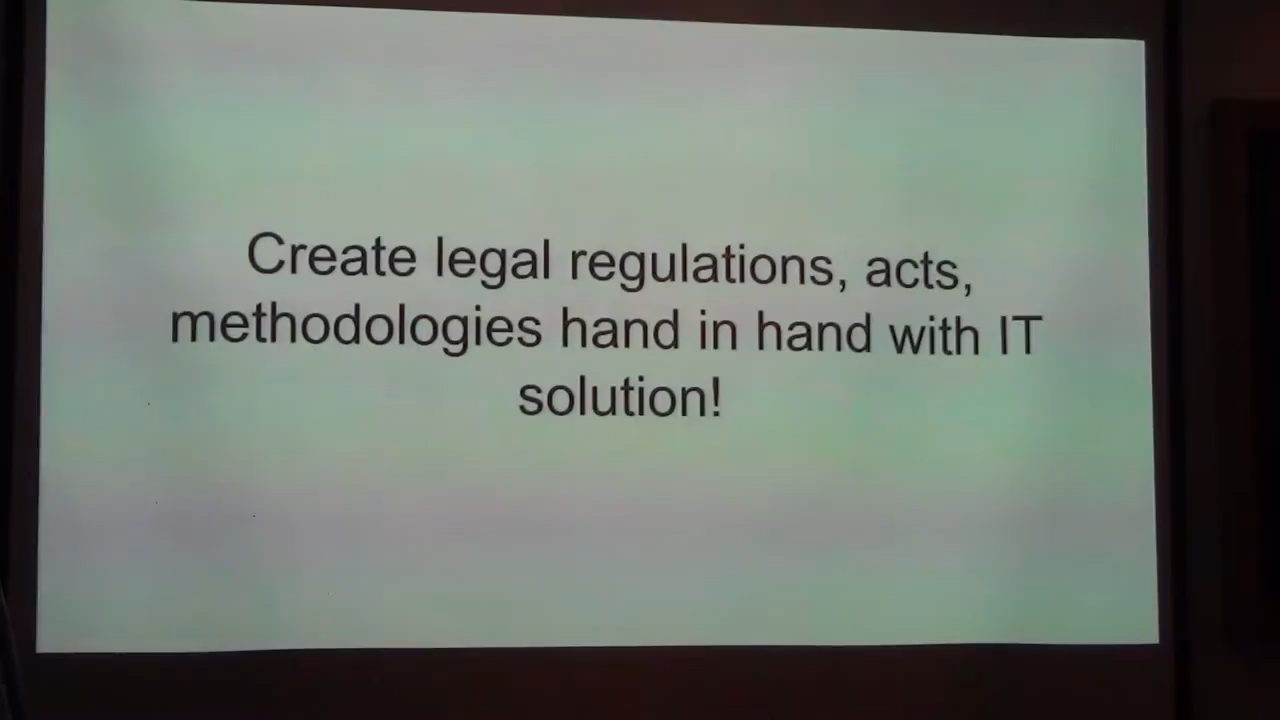 Create legal regulations, acts,
methodologies hand in hand with IT
solution!